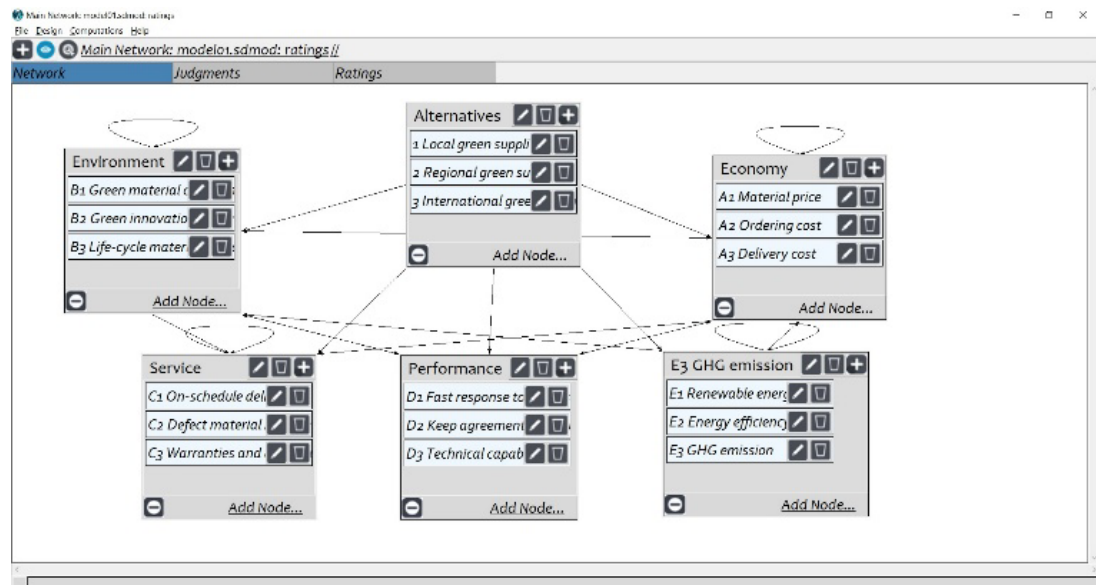 Main Network: model01.sdmod: ratings
File Design Computations Help
Main Network: model01.sdmod: ratings//
Network Judgments Ratings
Alternatives
1 Local green suppli
2 Regional green su
3 International gree
Add Node...
Environment
B1 Green material
B2 Green innovatio
B3 Life-cycle mater
Add Node...
Economy
A1 Material price
A2 Ordering cost
A3 Delivery cost
Add Node...
Service
C1 On-schedule del
C2 Defect material
C3 Warranties and
Add Node...
Performance
D1 Fast response to
D2 Keep agreement
D3 Technical capab
Add Node...
E3 GHG emission
E1 Renewable energ
E2 Energy efficiency
E3 GHG emission
Add Node...